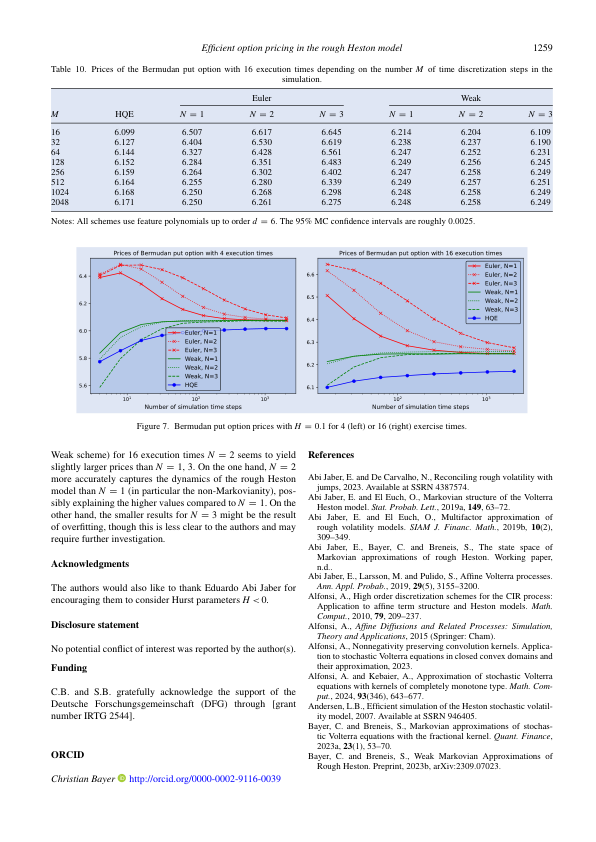 Efficient option pricing in the rough Heston model 1259
Table 10. Prices of the Bermudan put option with 16 execution times depending on the number M of time discretization steps in the
simulation.
Euler Weak
M HQE N = 1 N = 2 N = 3 N = 1 N = 2 N = 3
16 6.099 6.507 6.617 6.645 6.214 6.204 6.109
32 6.127 6.404 6.530 6.619 6.238 6.237 6.190
64 6.144 6.327 6.428 6.561 6.247 6.252 6.231
128 6.152 6.284 6.351 6.483 6.249 6.256 6.245
256 6.159 6.264 6.302 6.402 6.247 6.258 6.249
512 6.164 6.255 6.280 6.339 6.249 6.257 6.251
1024 6.168 6.250 6.268 6.298 6.248 6.258 6.249
2048 6.171 6.250 6.261 6.275 6.248 6.258 6.249
Notes: All schemes use feature polynomials up to order d = 6. The 95% MC confidence intervals are roughly 0.0025.
Prices of Bermudan put option with 4 execution times
6.4
6.2
6.0
5.8
5.6
Euler, N=1
Euler, N=2
Euler, N=3
Weak, N=1
Weak, N=2
Weak, N=3
HQE
10¹ 10² 10³
Number of simulation time steps
Prices of Bermudan put option with 16 execution times
6.6
6.5
6.4
6.3
6.2
6.1
Euler, N=1
Euler, N=2
Euler, N=3
Weak, N=1
Weak, N=2
Weak, N=3
HQE
10² 10³
Number of simulation time steps
Figure 7. Bermudan put option prices with H = 0.1 for 4 (left) or 16 (right) exercise times.
Weak scheme) for 16 execution times N = 2 seems to yield
slightly larger prices than N = 1, 3. On the one hand, N = 2
more accurately captures the dynamics of the rough Heston
model than N = 1 (in particular the non-Markovianity), pos-
sibly explaining the higher values compared to N = 1. On the
other hand, the smaller results for N = 3 might be the result
of overfitting, though this is less clear to the authors and may
require further investigation.
Acknowledgments
The authors would also like to thank Eduardo Abi Jaber for
encouraging them to consider Hurst parameters H < 0.
Disclosure statement
No potential conflict of interest was reported by the author(s).
Funding
C.B. and S.B. gratefully acknowledge the support of the
Deutsche Forschungsgemeinschaft (DFG) through [grant
number IRTG 2544].
ORCID
Christian Bayer iD http://orcid.org/0000-0002-9116-0039
References
Abi Jaber, E. and De Carvalho, N., Reconciling rough volatility with
jumps, 2023. Available at SSRN 4387574.
Abi Jaber, E. and El Euch, O., Markovian structure of the Volterra
Heston model. Stat. Probab. Lett., 2019a, 149, 63–72.
Abi Jaber, E. and El Euch, O., Multifactor approximation of
rough volatility models. SIAM J. Financ. Math., 2019b, 10(2),
309–349.
Abi Jaber, E., Bayer, C. and Breneis, S., The state space of
Markovian approximations of rough Heston. Working paper,
n.d..
Abi Jaber, E., Larsson, M. and Pulido, S., Affine Volterra processes.
Ann. Appl. Probab., 2019, 29(5), 3155–3200.
Alfonsi, A., High order discretization schemes for the CIR process:
Application to affine term structure and Heston models. Math.
Comput., 2010, 79, 209–237.
Alfonsi, A., Affine Diffusions and Related Processes: Simulation,
Theory and Applications, 2015 (Springer: Cham).
Alfonsi, A., Nonnegativity preserving convolution kernels. Applica-
tion to stochastic Volterra equations in closed convex domains and
their approximation, 2023.
Alfonsi, A. and Kebaier, A., Approximation of stochastic Volterra
equations with kernels of completely monotone type. Math. Com-
put., 2024, 93(346), 643–677.
Andersen, L.B., Efficient simulation of the Heston stochastic volatil-
ity model, 2007. Available at SSRN 946405.
Bayer, C. and Breneis, S., Markovian approximations of stochas-
tic Volterra equations with the fractional kernel. Quant. Finance,
2023a, 23(1), 53–70.
Bayer, C. and Breneis, S., Weak Markovian Approximations of
Rough Heston. Preprint, 2023b, arXiv:2309.07023.